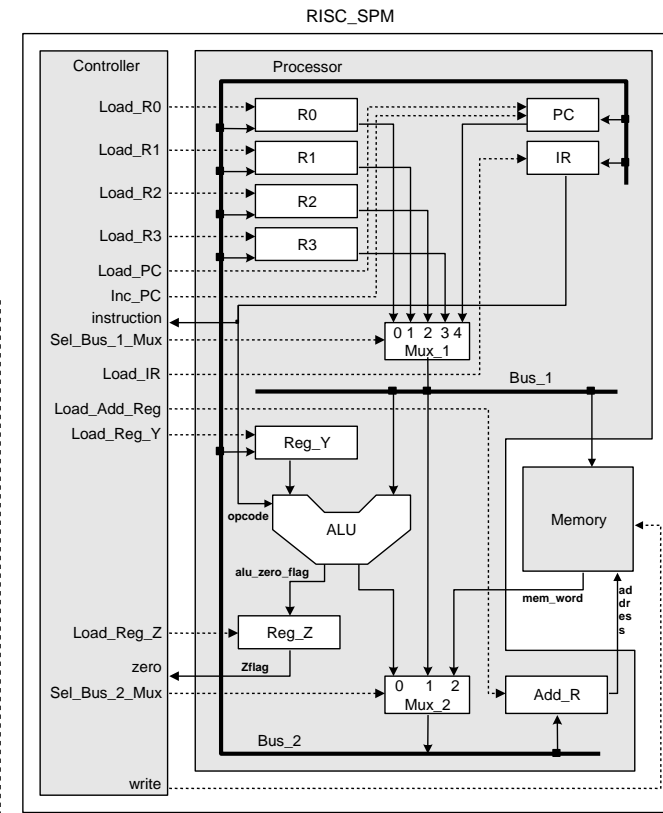 RISC_SPM
Controller
Processor
Load_R0
R0
PC
Load_R1
R1
IR
Load_R2
R2
Load_R3
R3
Load_PC
Inc_PC
instruction
0 1 2 3 4
Sel_Bus_1_Mux
Mux_1
Load_IR
Bus_1
Load_Add_Reg
Load_Reg_Y
Reg_Y
opcode
ALU
Memory
alu_zero_flag
mem_word
ad
dr
es
s
Load_Reg_Z
Reg_Z
zero
Zflag
0 1 2
Sel_Bus_2_Mux
Mux_2
Add_R
Bus_2
write